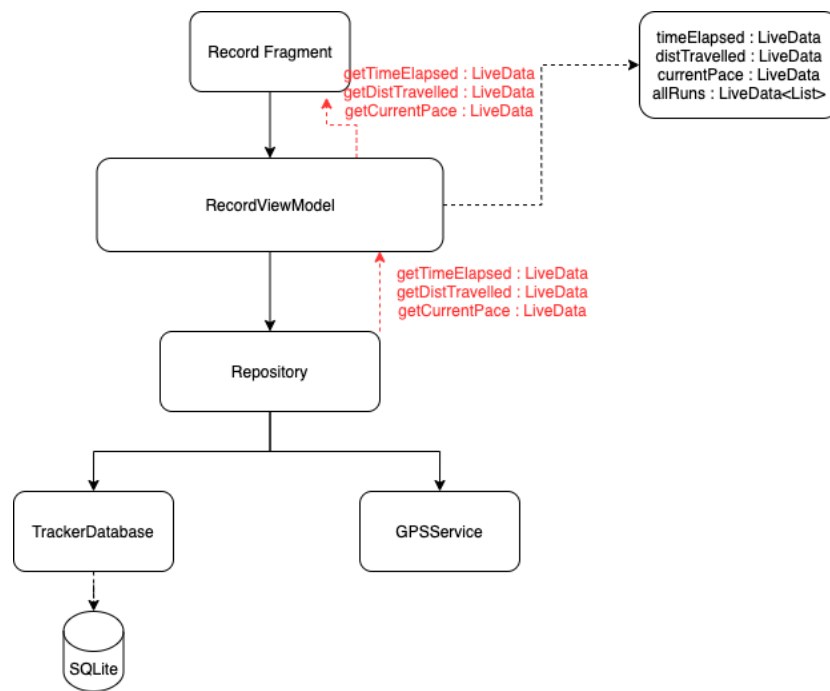 Record Fragment
getTimeElapsed : LiveData
getDistTravelled : LiveData
getCurrentPace : LiveData
timeElapsed : LiveData
distTravelled : LiveData
currentPace : LiveData
allRuns : LiveData<List>
RecordViewModel
getTimeElapsed : LiveData
getDistTravelled : LiveData
getCurrentPace : LiveData
Repository
TrackerDatabase
GPSService
SQLite